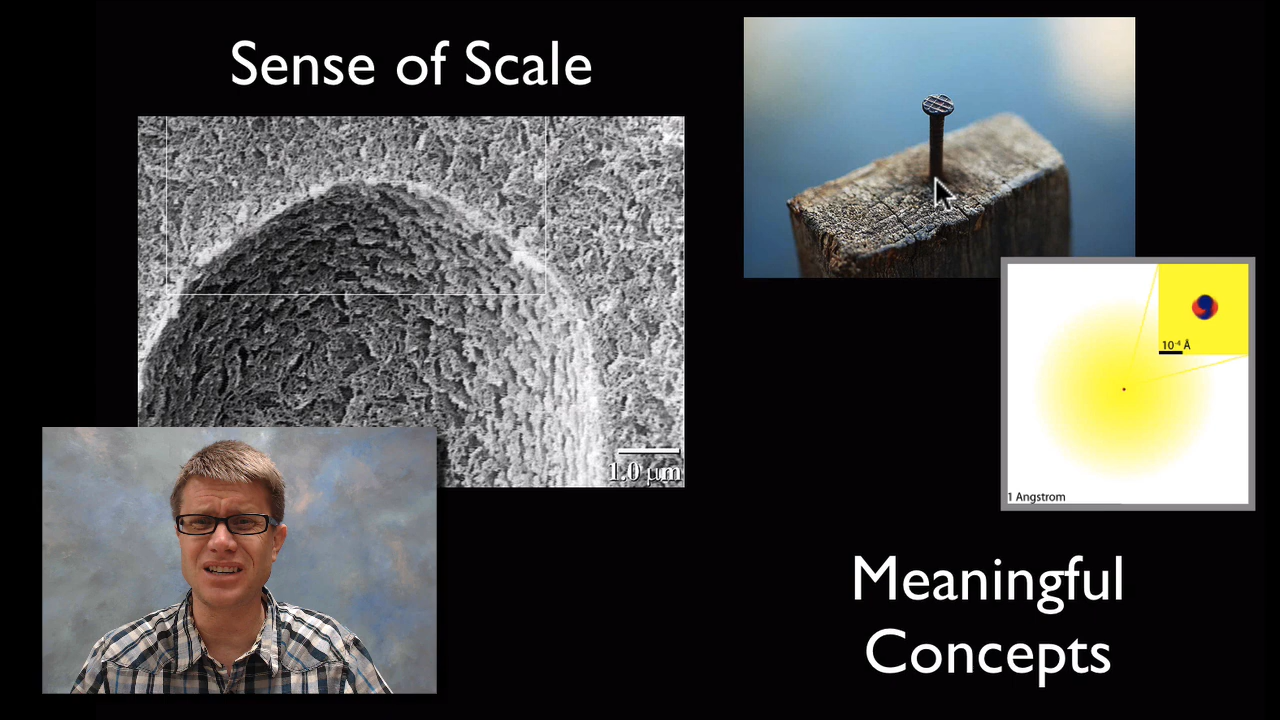 Sense of Scale
1.0 µm
10⁻⁴ Å
1 Angstrom
Meaningful
Concepts